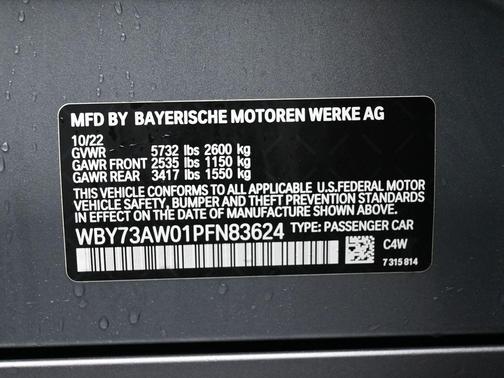 MFD BY BAYERISCHE MOTOREN WERKE AG
10/22
GVWR 5732 lbs 2600 kg
GAWR FRONT 2535 lbs 1150 kg
GAWR REAR 3417 lbs 1550 kg
THIS VEHICLE CONFORMS TO ALL APPLICABLE U.S.FEDERAL MOTOR
VEHICLE SAFETY, BUMPER AND THEFT PREVENTION STANDARDS
IN EFFECT ON THE DATE OF MANUFACTURE SHOWN ABOVE.
WBY73AW01PFN83624 TYPE: PASSENGER CAR
C4W
7 315 814